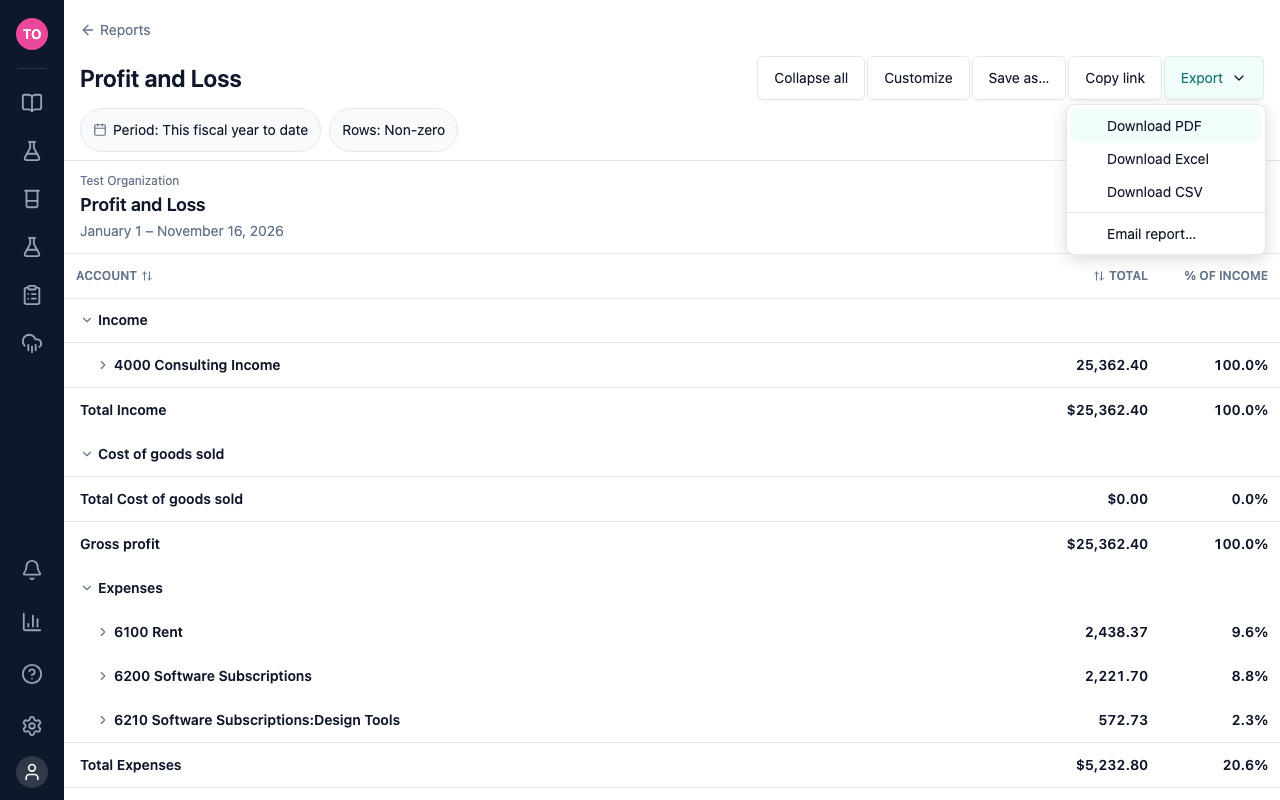 TO
Reports
Profit and Loss
Collapse all
Customize
Save as...
Copy link
Export
Period: This fiscal year to date
Rows: Non-zero
Download PDF
Download Excel
Download CSV
Email report...
Test Organization
Profit and Loss
January 1 – November 16, 2026
ACCOUNT TOTAL % OF INCOME
Income
4000 Consulting Income 25,362.40 100.0%
Total Income $25,362.40 100.0%
Cost of goods sold
Total Cost of goods sold $0.00 0.0%
Gross profit $25,362.40 100.0%
Expenses
6100 Rent 2,438.37 9.6%
6200 Software Subscriptions 2,221.70 8.8%
6210 Software Subscriptions:Design Tools 572.73 2.3%
Total Expenses $5,232.80 20.6%